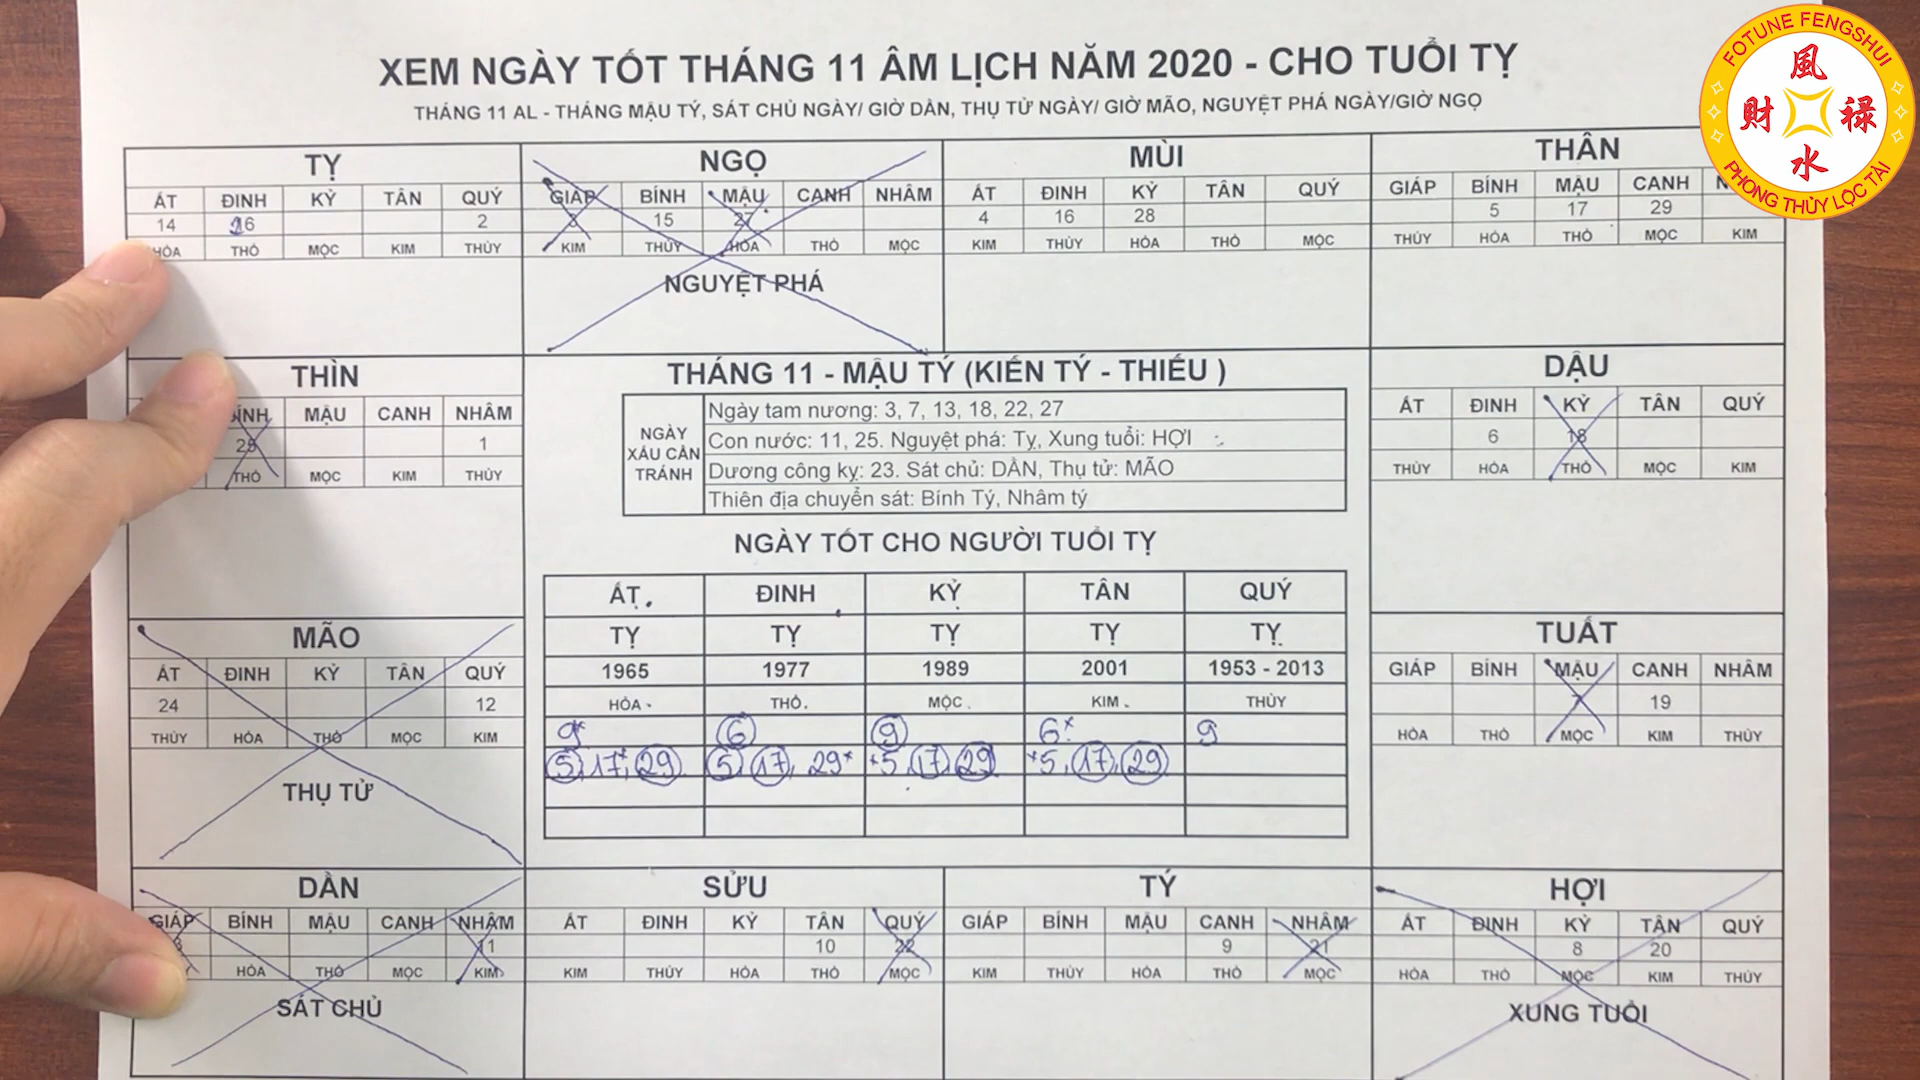 XEM NGÀY TỐT THÁNG 11 ÂM LỊCH NĂM 2020 - CHO TUỔI TỴ
THÁNG 11 AL - THÁNG MẬU TÝ, SÁT CHỦ NGÀY/ GIỜ DẦN, THỤ TỬ NGÀY/ GIỜ MÃO, NGUYỆT PHÁ NGÀY/GIỜ NGỌ
FOTUNE FENGSHUI
風
財 禄
水
PHONG THỦY LỘC TÀI
TỴ
ẤT ĐINH KỶ TÂN QUÝ
14 26 2
HỎA THỔ MỘC KIM THỦY
NGỌ
GIÁP BÍNH MẬU CANH NHÂM
3 15 27
KIM THỦY HỎA THỔ MỘC
NGUYỆT PHÁ
MÙI
ẤT ĐINH KỶ TÂN QUÝ
4 16 28
KIM THỦY HỎA THỔ MỘC
THÂN
GIÁP BÍNH MẬU CANH
5 17 29
THỦY HỎA THỔ MỘC KIM
THÌN
BÍNH MẬU CANH NHÂM
25 1
THỔ MỘC KIM THỦY
THÁNG 11 - MẬU TÝ (KIẾN TÝ - THIẾU )
NGÀY XẤU CẦN TRÁNH
Ngày tam nương: 3, 7, 13, 18, 22, 27
Con nước: 11, 25. Nguyệt phá: Tỵ, Xung tuổi: HỢI
Dương công kỵ: 23. Sát chủ: DẦN, Thụ tử: MÃO
Thiên địa chuyển sát: Bính Tý, Nhâm tý
DẬU
ẤT ĐINH KỶ TÂN QUÝ
6 18
THỦY HỎA THỔ MỘC KIM
NGÀY TỐT CHO NGƯỜI TUỔI TỴ
ẤT ĐINH KỶ TÂN QUÝ
TỴ TỴ TỴ TỴ TỴ
1965 1977 1989 2001 1953 - 2013
HỎA THỔ MỘC KIM THỦY
9* 6 9 6* 9
5, 17*, 29 5, 17, 29* *5, 17, 29 *5, 17, 29
MÃO
ẤT ĐINH KỶ TÂN QUÝ
24 12
THỦY HỎA THỔ MỘC KIM
THỤ TỬ
TUẤT
GIÁP BÍNH MẬU CANH NHÂM
7 19
HỎA THỔ MỘC KIM THỦY
DẦN
GIÁP BÍNH MẬU CANH NHÂM
11
HỎA THỔ MỘC KIM
SÁT CHỦ
SỬU
ẤT ĐINH KỶ TÂN QUÝ
10 22
KIM THỦY HỎA THỔ MỘC
TÝ
GIÁP BÍNH MẬU CANH NHÂM
9 21
KIM THỦY HỎA THỔ MỘC
HỢI
ẤT ĐINH KỶ TÂN QUÝ
8 20
HỎA THỔ MỘC KIM THỦY
XUNG TUỔI